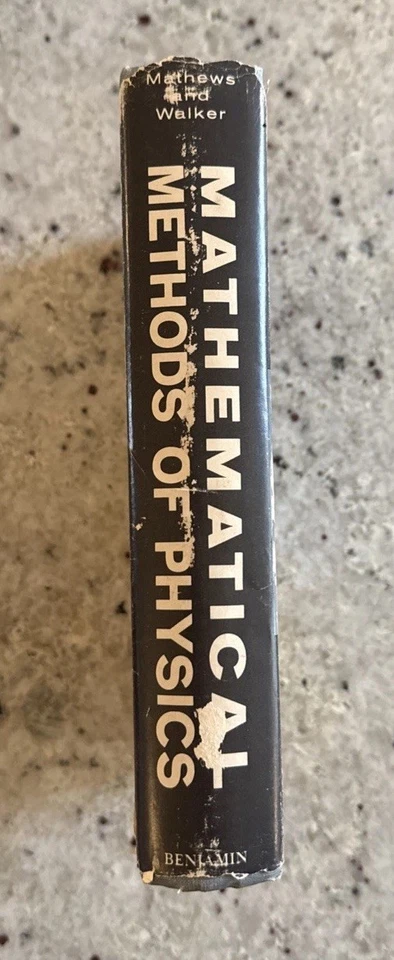 Mathews
and
Walker
MATHEMATICAL
METHODS OF PHYSICS
BENJAMIN